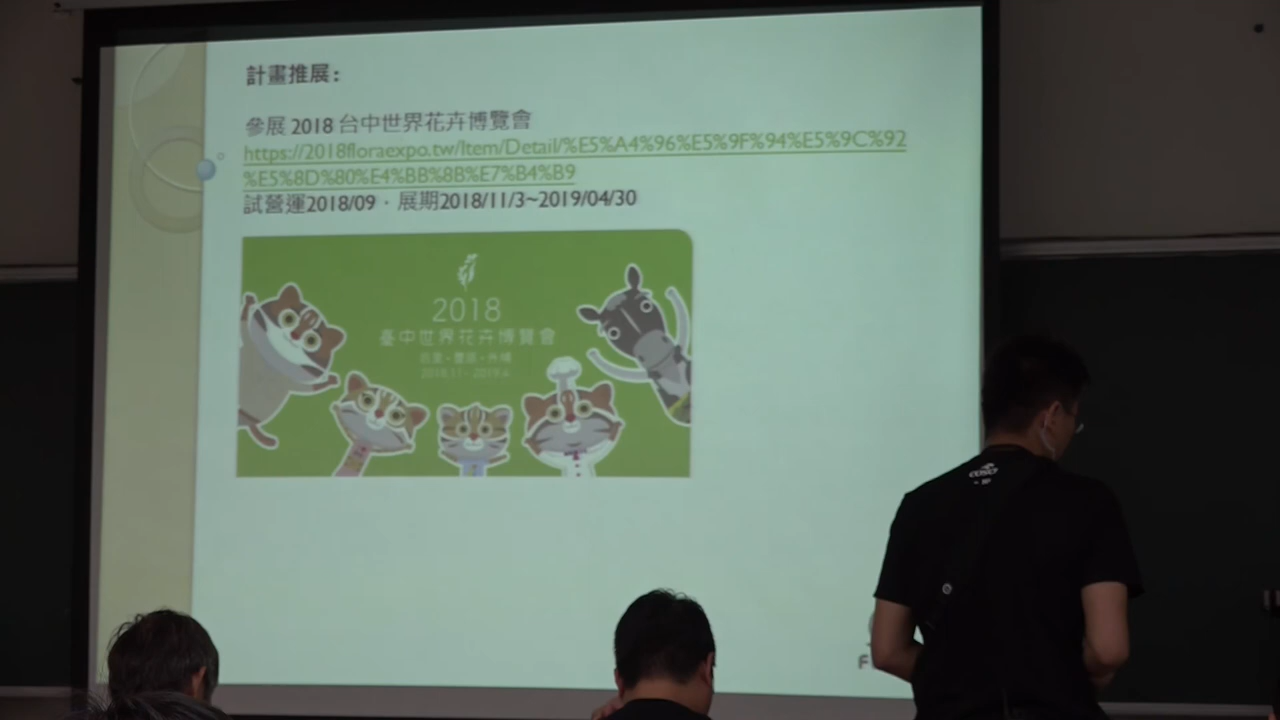 計畫推展：
參展 2018 台中世界花卉博覽會
https://2018floraexpo.tw/Item/Detail/%E5%A4%96%E5%9F%94%E5%9C%92
%E5%8D%80%E4%BB%8B%E7%B4%B9
試營運2018/09，展期2018/11/3~2019/04/30
2018
臺中世界花卉博覽會